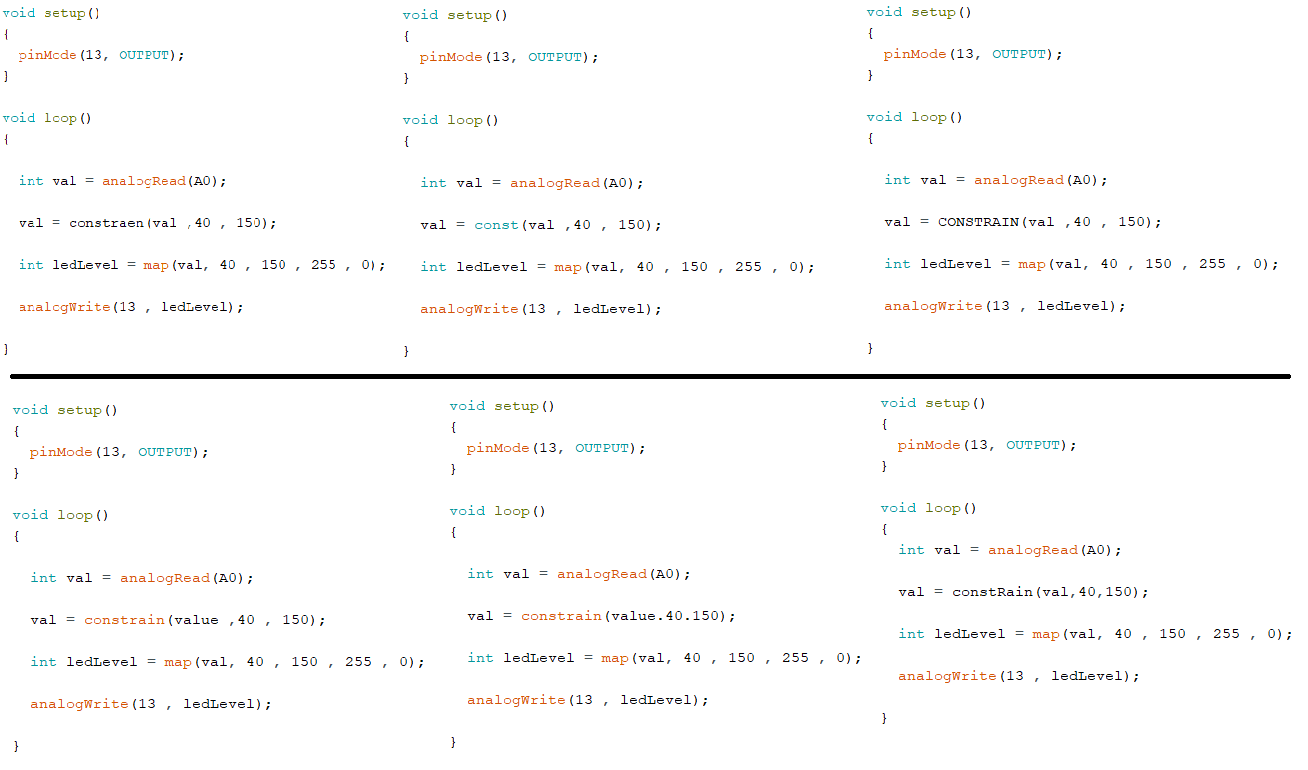 void setup()
{
  pinMode(13, OUTPUT);
}
void loop()
{
  int val = analogRead(A0);
  val = constraen(val ,40 , 150);
  int ledLevel = map(val, 40 , 150 , 255 , 0);
  analogWrite(13 , ledLevel);
}
void setup()
{
  pinMode(13, OUTPUT);
}
void loop()
{
  int val = analogRead(A0);
  val = const(val ,40 , 150);
  int ledLevel = map(val, 40 , 150 , 255 , 0);
  analogWrite(13 , ledLevel);
}
void setup()
{
  pinMode(13, OUTPUT);
}
void loop()
{
  int val = analogRead(A0);
  val = CONSTRAIN(val ,40 , 150);
  int ledLevel = map(val, 40 , 150 , 255 , 0);
  analogWrite(13 , ledLevel);
}
void setup()
{
  pinMode(13, OUTPUT);
}
void loop()
{
  int val = analogRead(A0);
  val = constrain(value ,40 , 150);
  int ledLevel = map(val, 40 , 150 , 255 , 0);
  analogWrite(13 , ledLevel);
}
void setup()
{
  pinMode(13, OUTPUT);
}
void loop()
{
  int val = analogRead(A0);
  val = constrain(value.40.150);
  int ledLevel = map(val, 40 , 150 , 255 , 0);
  analogWrite(13 , ledLevel);
}
void setup()
{
  pinMode(13, OUTPUT);
}
void loop()
{
  int val = analogRead(A0);
  val = constRain(val,40,150);
  int ledLevel = map(val, 40 , 150 , 255 , 0);
  analogWrite(13 , ledLevel);
}